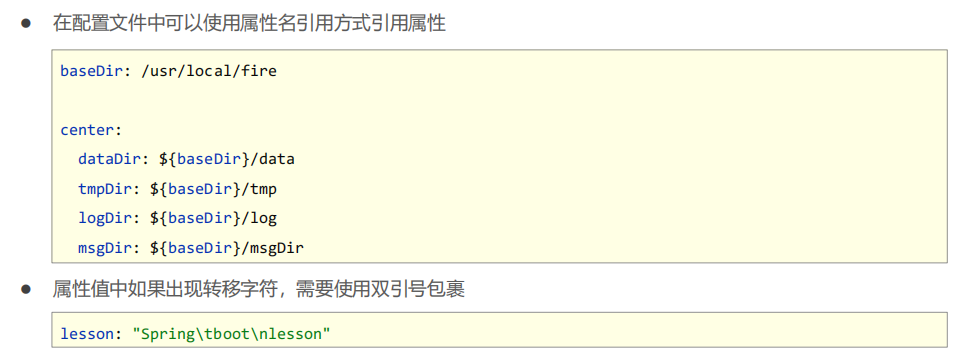 ● 在配置文件中可以使用属性名引用方式引用属性
baseDir: /usr/local/fire
center:
  dataDir: ${baseDir}/data
  tmpDir: ${baseDir}/tmp
  logDir: ${baseDir}/log
  msgDir: ${baseDir}/msgDir
● 属性值中如果出现转移字符，需要使用双引号包裹
lesson: "Spring\tboot\nlesson"